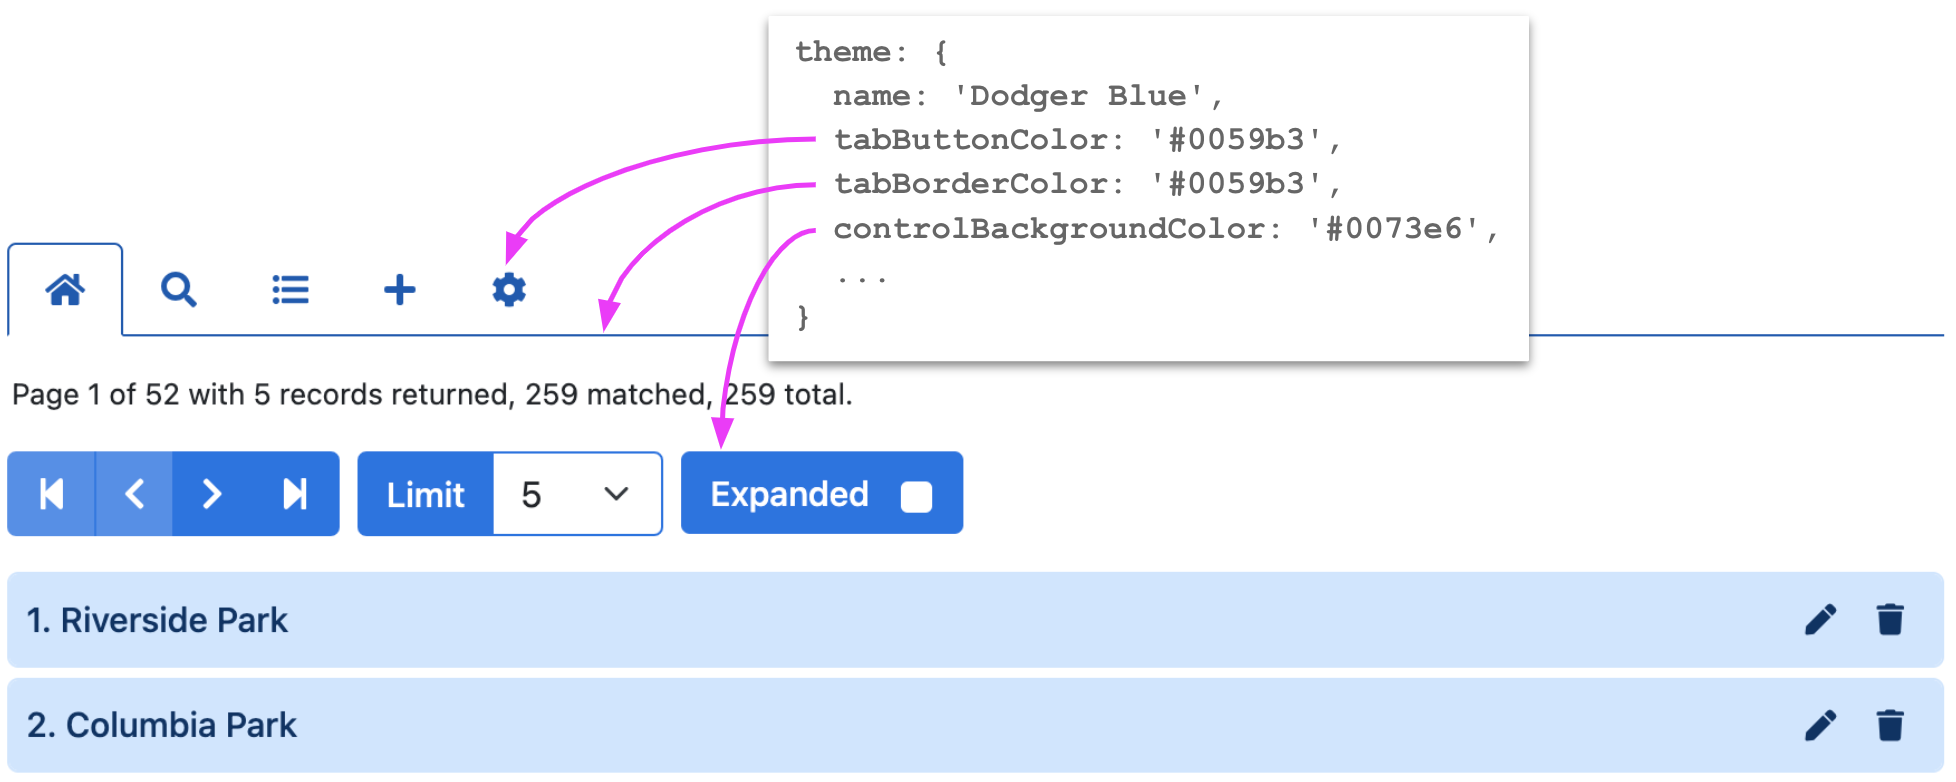 theme: {
name: 'Dodger Blue',
tabButtonColor: '#0059b3',
tabBorderColor: '#0059b3',
controlBackgroundColor: '#0073e6',
...
}
Page 1 of 52 with 5 records returned, 259 matched, 259 total.
Limit 5 Expanded
1. Riverside Park
2. Columbia Park